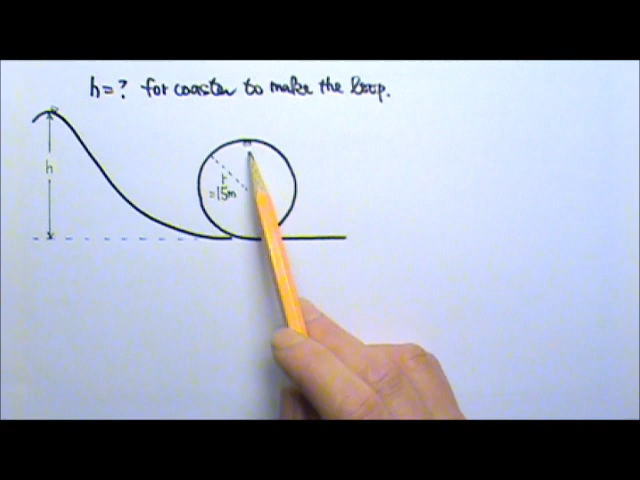 h=? for coaster to make the loop.
h
r
=15m